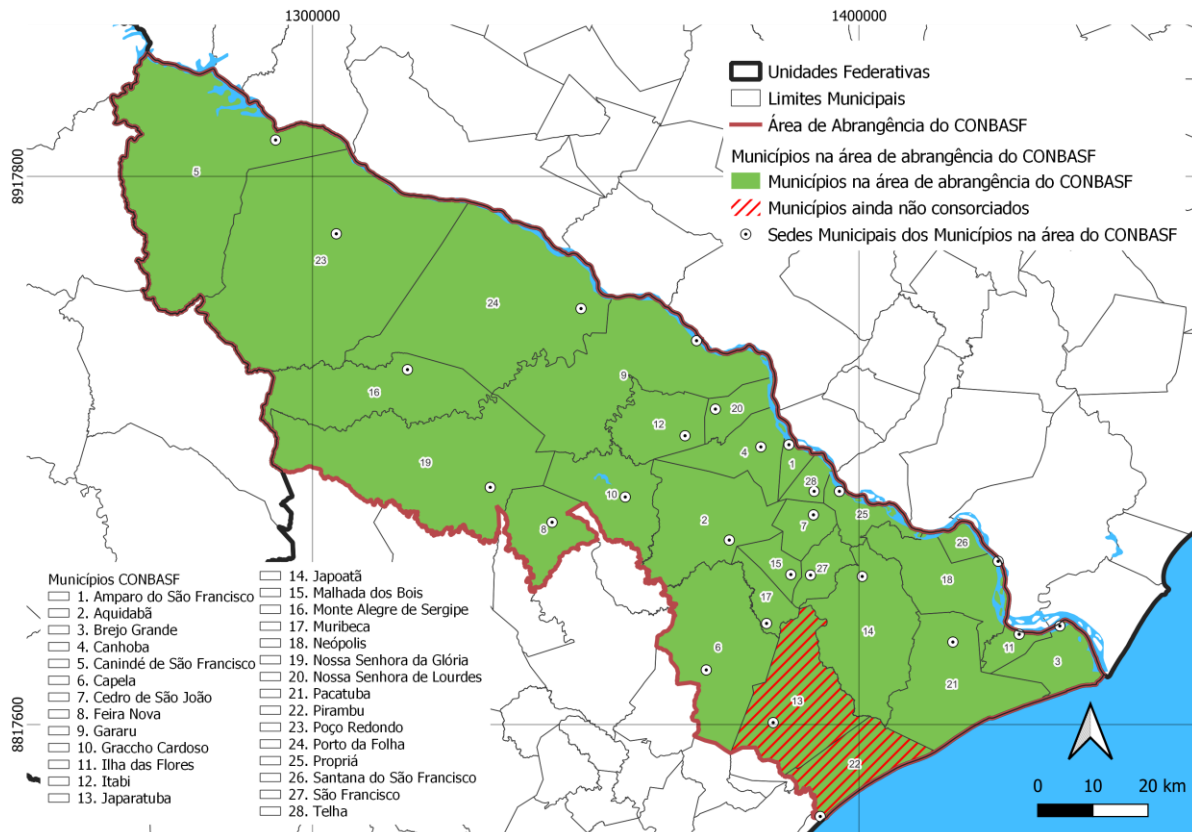 1300000
1400000
8917800
8817600
Unidades Federativas
Limites Municipais
Área de Abrangência do CONBASF
Municípios na área de abrangência do CONBASF
Municípios na área de abrangência do CONBASF
Municípios ainda não consorciados
Sedes Municipais dos Municípios na área do CONBASF
5
23
24
16
9
20
12
19
4
1
10
28
8
2
25
7
26
15
27
18
17
14
6
11
3
21
13
22
Municípios CONBASF
1. Amparo do São Francisco
2. Aquidabã
3. Brejo Grande
4. Canhoba
5. Canindé de São Francisco
6. Capela
7. Cedro de São João
8. Feira Nova
9. Gararu
10. Graccho Cardoso
11. Ilha das Flores
12. Itabi
13. Japaratuba
14. Japoatã
15. Malhada dos Bois
16. Monte Alegre de Sergipe
17. Muribeca
18. Neópolis
19. Nossa Senhora da Glória
20. Nossa Senhora de Lourdes
21. Pacatuba
22. Pirambu
23. Poço Redondo
24. Porto da Folha
25. Propriá
26. Santana do São Francisco
27. São Francisco
28. Telha
0 10 20 km